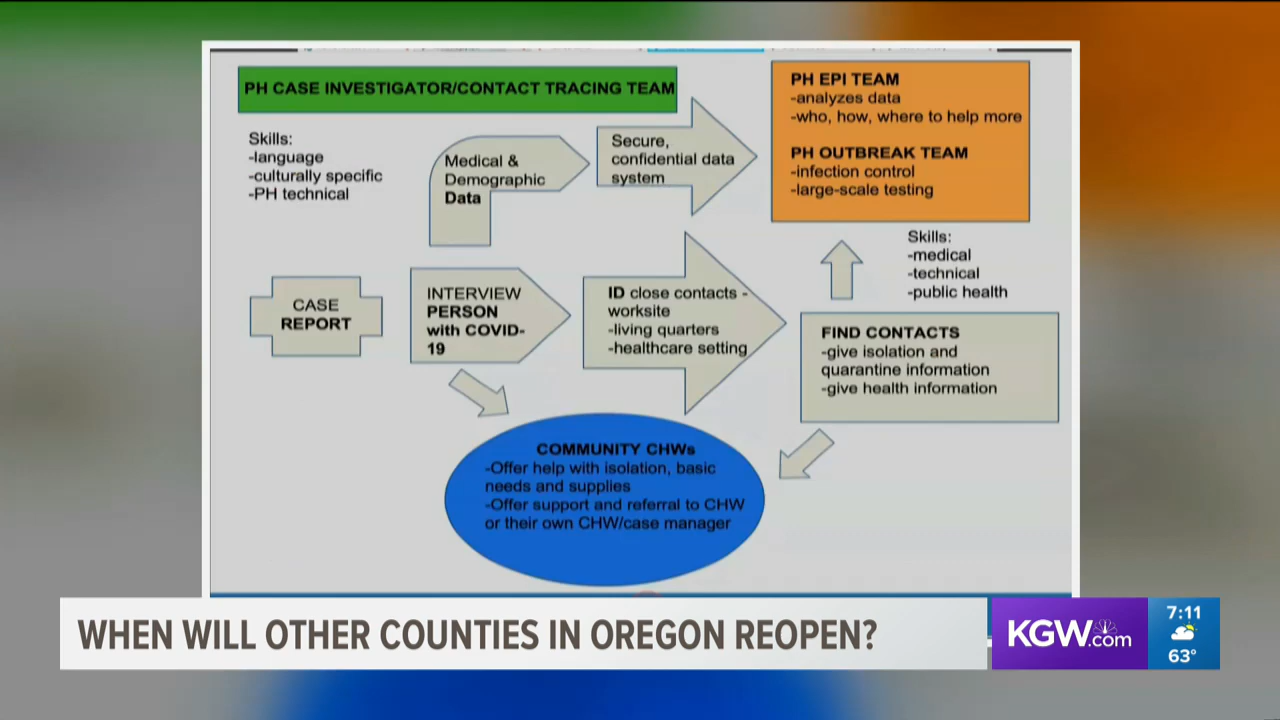 PH CASE INVESTIGATOR/CONTACT TRACING TEAM
Skills:
-language
-culturally specific
-PH technical
Medical &
Demographic
Data
Secure,
confidential data
system
PH EPI TEAM
-analyzes data
-who, how, where to help more
PH OUTBREAK TEAM
-infection control
-large-scale testing
Skills:
-medical
-technical
-public health
CASE
REPORT
INTERVIEW
PERSON
with COVID-
19
ID close contacts -
worksite
-living quarters
-healthcare setting
FIND CONTACTS
-give isolation and
quarantine information
-give health information
COMMUNITY CHWs
-Offer help with isolation, basic
needs and supplies
-Offer support and referral to CHW
or their own CHW/case manager
WHEN WILL OTHER COUNTIES IN OREGON REOPEN?
KGW.com
7:11
63°